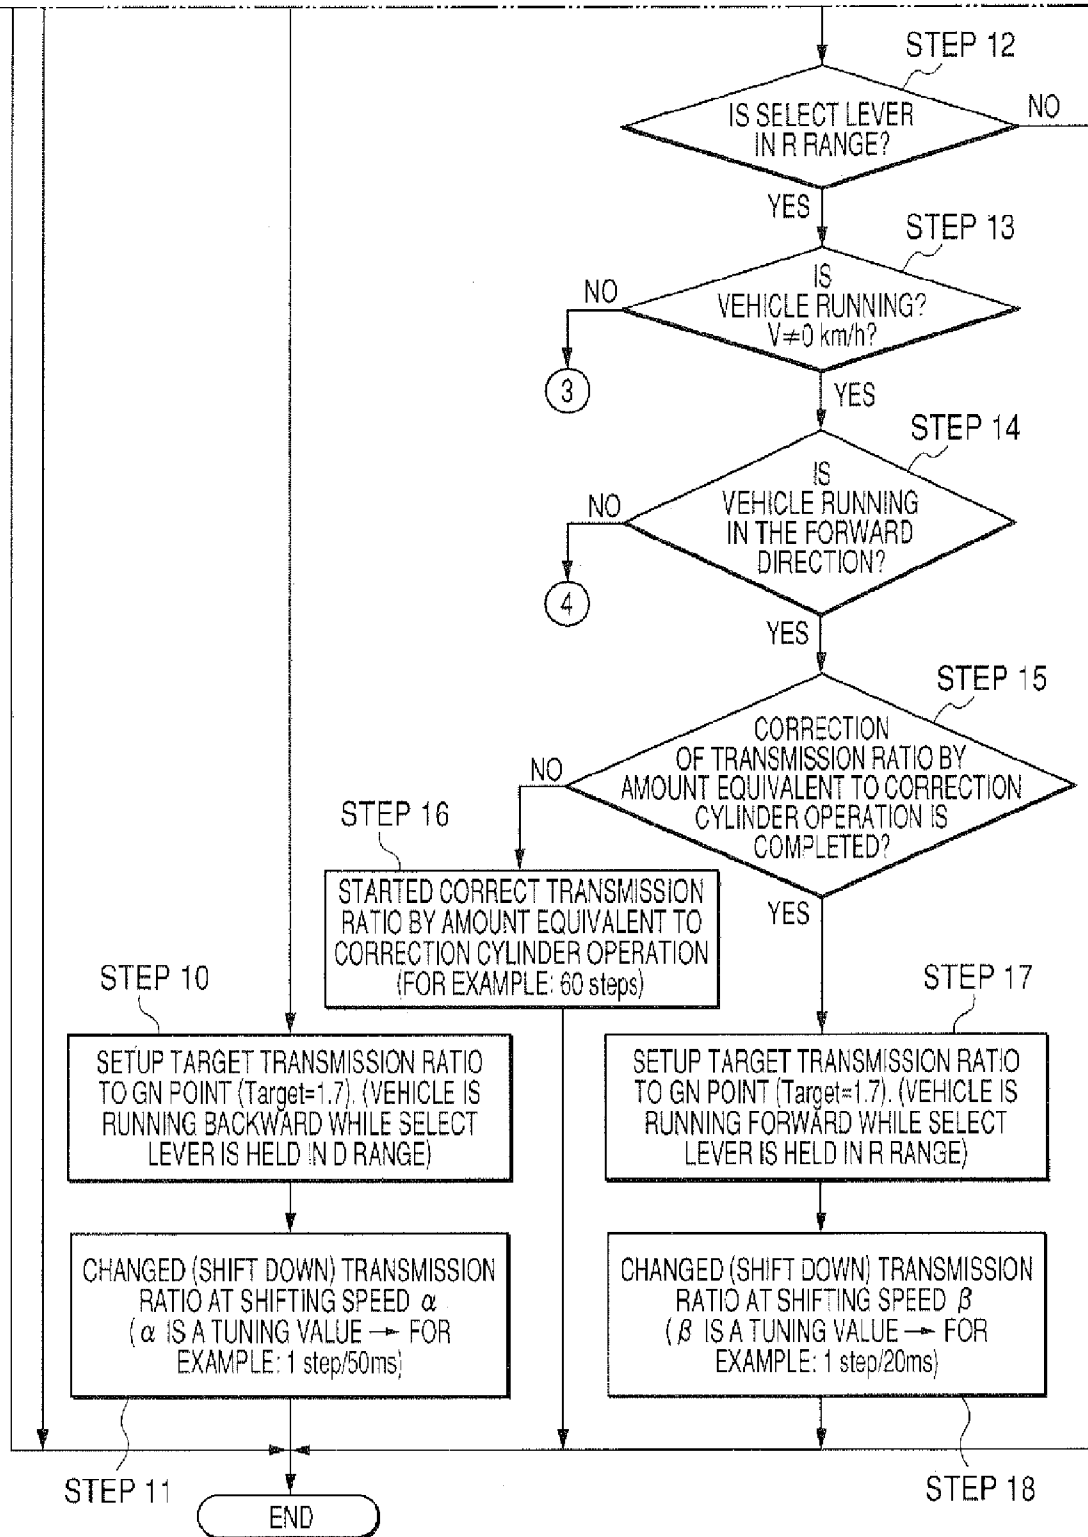 STEP 12
IS SELECT LEVER
IN R RANGE?
NO
YES
STEP 13
IS
VEHICLE RUNNING?
V≠0 km/h?
NO
3
YES
STEP 14
IS
VEHICLE RUNNING
IN THE FORWARD
DIRECTION?
NO
4
YES
STEP 15
CORRECTION
OF TRANSMISSION RATIO BY
AMOUNT EQUIVALENT TO CORRECTION
CYLINDER OPERATION IS
COMPLETED?
NO
YES
STEP 16
STARTED CORRECT TRANSMISSION
RATIO BY AMOUNT EQUIVALENT TO
CORRECTION CYLINDER OPERATION
(FOR EXAMPLE: 60 steps)
STEP 10
SETUP TARGET TRANSMISSION RATIO
TO GN POINT (Target=1.7). (VEHICLE IS
RUNNING BACKWARD WHILE SELECT
LEVER IS HELD IN D RANGE)
STEP 17
SETUP TARGET TRANSMISSION RATIO
TO GN POINT (Target=1.7). (VEHICLE IS
RUNNING FORWARD WHILE SELECT
LEVER IS HELD IN R RANGE)
CHANGED (SHIFT DOWN) TRANSMISSION
RATIO AT SHIFTING SPEED α
(α IS A TUNING VALUE → FOR
EXAMPLE: 1 step/50ms)
STEP 11
CHANGED (SHIFT DOWN) TRANSMISSION
RATIO AT SHIFTING SPEED β
(β IS A TUNING VALUE → FOR
EXAMPLE: 1 step/20ms)
STEP 18
END